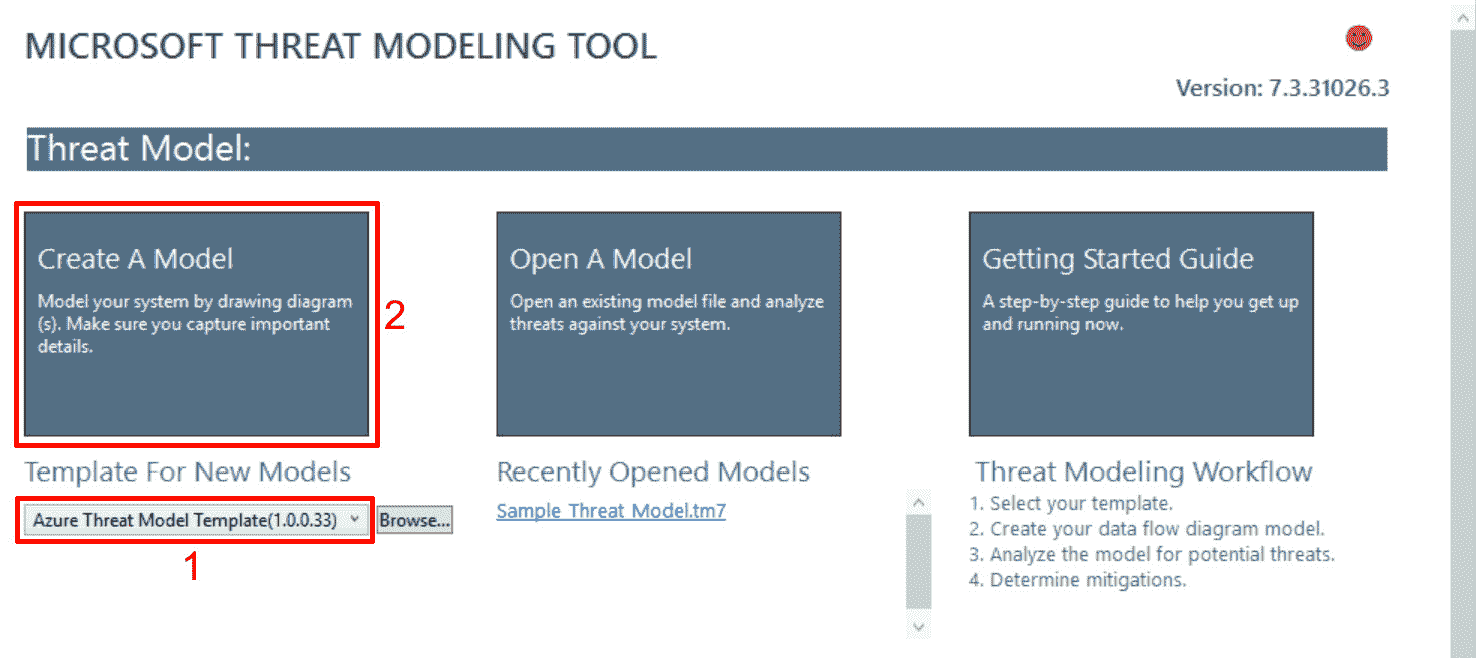 MICROSOFT THREAT MODELING TOOL
Version: 7.3.31026.3
Threat Model:
Create A Model
Model your system by drawing diagram
(s). Make sure you capture important
details.
2
Open A Model
Open an existing model file and analyze
threats against your system.
Getting Started Guide
A step-by-step guide to help you get up
and running now.
Template For New Models
Azure Threat Model Template(1.0.0.33)
Browse...
1
Recently Opened Models
Sample Threat Model.tm7
Threat Modeling Workflow
1. Select your template.
2. Create your data flow diagram model.
3. Analyze the model for potential threats.
4. Determine mitigations.